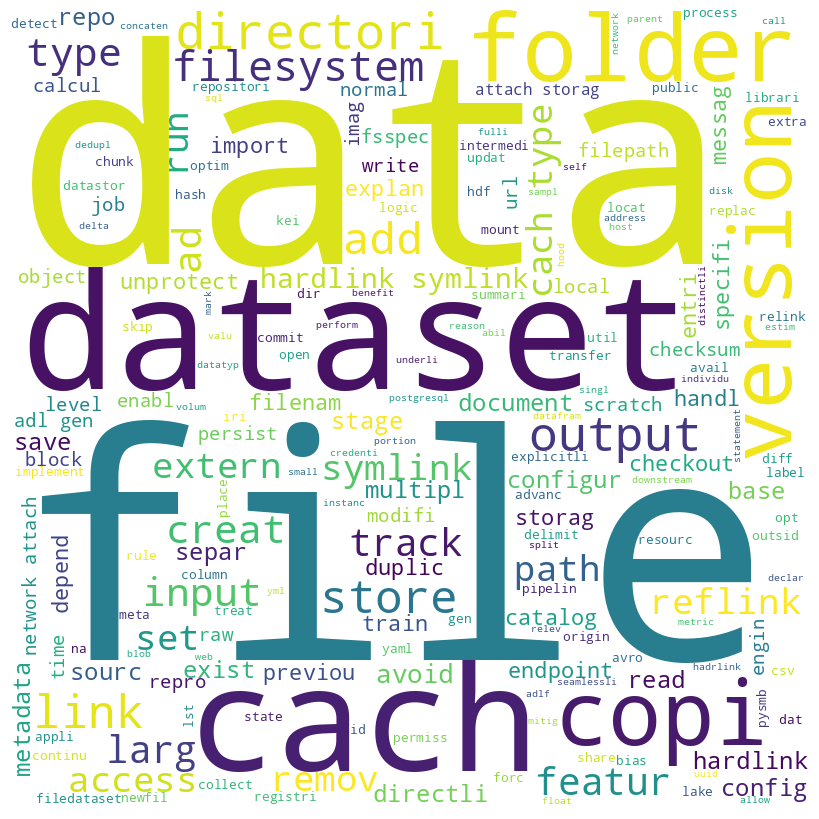 detect
repo
concaten
directori
folder
parent
process
network
call
type
filesystem
calcul
repositori
sql
normal
attach storag
public
librari
data
dedupl
run
import
imag
fsspec
fulli
intermedi
updat
filepath
messag
version
extra
chunk
optim
write
cach type
self
datastor
hash
explan
hdf
url
sampl
locat
disk
job
logic
address
replac
delta
kei
ad
add
mount
hood
host
object
unprotect
hardlink symlink
local
entri
specifi
distinctli
dir
benefit
summari
relink
skip
mark
commit
perform
reason
abil
util
estim
dataset
valu
open
transfer
checksum
datatyp
underli
avail
individu
enabl
postgresql
singl
level
volum
filenam
document
scratch
handl
adl gen
iri
stage
datafram
statement
save
persist
credenti
portion
output
block
explicitli
checkout
diff
implement
extern
small
symlink
configur
label
file
place
instanc
multipl
advanc
downstream
base
modifi
storag
outsid
network attach
creat
track
delimit
split
opt
resourc
depend
rule
separ
duplic
path
pipelin
declar
column
input
store
yml
reflink
meta
treat
gen
catalog
metric
time
set
raw
train
relev
origin
engin
na
blob
web
yaml
avro
hadrlink
metadata
sourc
exist
previou
avoid
endpoint
read
csv
repro
adlf
seamlessli
cach
copi
pysmb
link
lst
state
id
permiss
mitig
share
dat
appli
larg
bias
hardlink
continu
access
collect
remov
forc
featur
lake
uuid
config
filedataset
newfil
registri
directli
float
allow